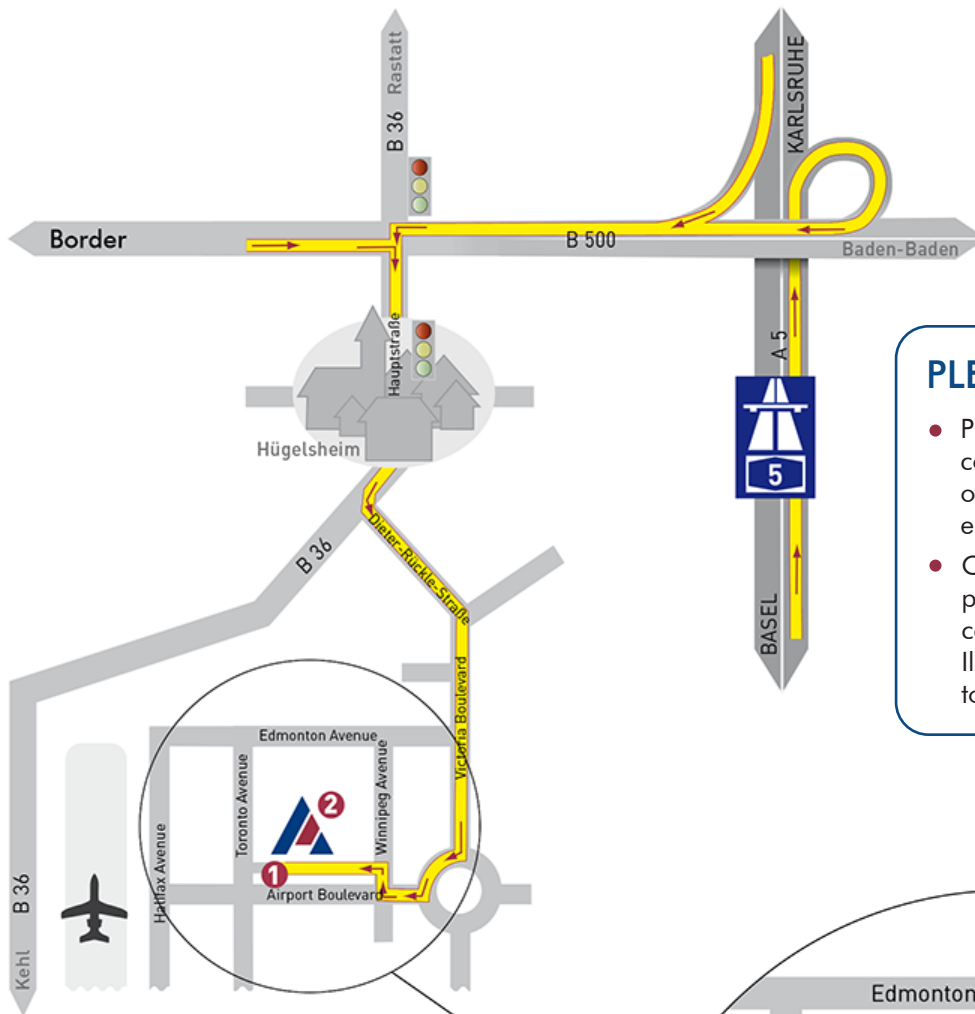 B 36 Rastatt
KARLSRUHE
Border
B 500
Baden-Baden
Hauptstraße
A 5
5
Hügelsheim
BASEL
B 36
Dieter-Rückle-Straße
Victoria Boulevard
Edmonton Avenue
Toronto Avenue
Winnipeg Avenue
Halifax Avenue
2
1
Airport Boulevard
Kehl B 36
Edmonton